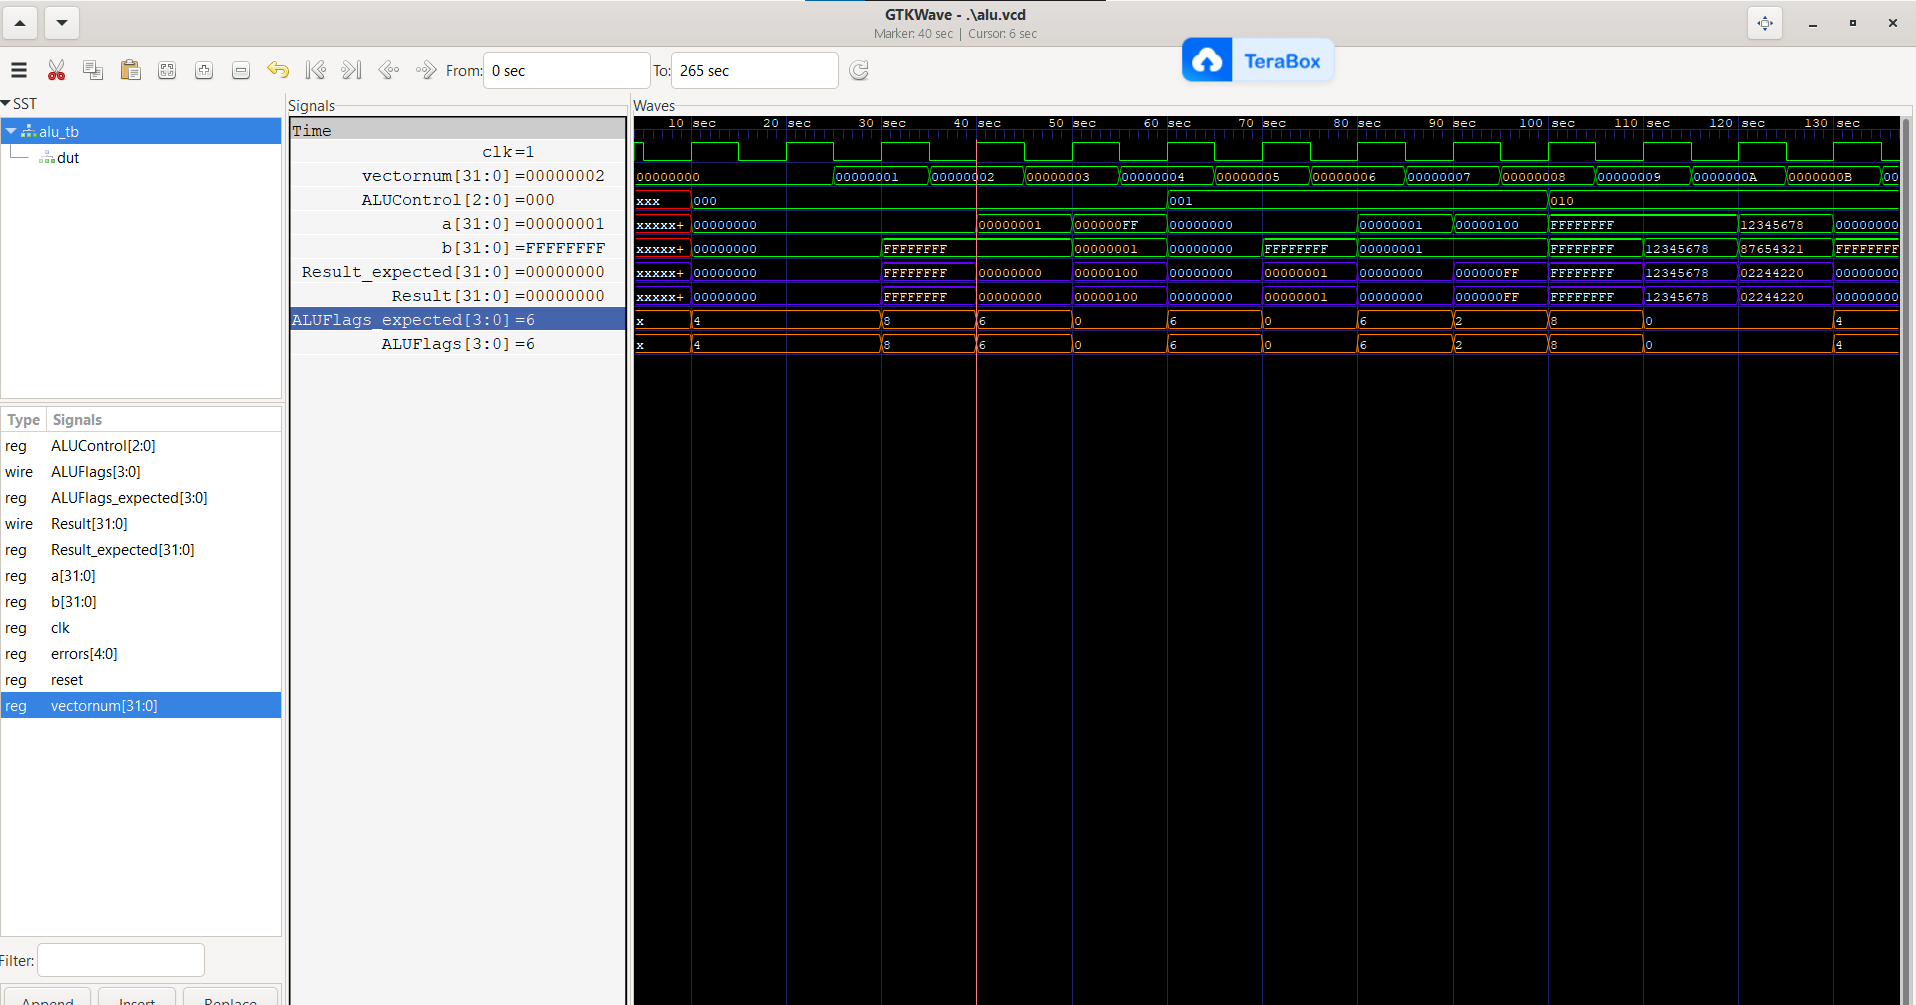 GTKWave - .\alu.vcd
Marker: 40 sec | Cursor: 6 sec
From: 0 sec To: 265 sec
TeraBox
SST
alu_tb
dut
Type Signals
reg ALUControl[2:0]
wire ALUFlags[3:0]
reg ALUFlags_expected[3:0]
wire Result[31:0]
reg Result_expected[31:0]
reg a[31:0]
reg b[31:0]
reg clk
reg errors[4:0]
reg reset
reg vectornum[31:0]
Filter:
Append Insert Replace
Signals
Time
clk=1
vectornum[31:0]=00000002
ALUControl[2:0]=000
a[31:0]=00000001
b[31:0]=FFFFFFFF
Result_expected[31:0]=00000000
Result[31:0]=00000000
ALUFlags_expected[3:0]=6
ALUFlags[3:0]=6
Waves
10 sec 20 sec 30 sec 40 sec 50 sec 60 sec 70 sec 80 sec 90 sec 100 sec 110 sec 120 sec 130 sec
00000000 00000001 00000002 00000003 00000004 00000005 00000006 00000007 00000008 00000009 0000000A 0000000B 00
xxx 000 001 010
xxxxx+ 00000000 00000001 000000FF 00000000 00000001 00000100 FFFFFFFF 12345678 00000000
xxxxx+ 00000000 FFFFFFFF 00000001 00000000 FFFFFFFF 00000001 FFFFFFFF 12345678 87654321 FFFFFFFF
xxxxx+ 00000000 FFFFFFFF 00000000 00000100 00000000 00000001 00000000 000000FF FFFFFFFF 12345678 02244220 00000000
xxxxx+ 00000000 FFFFFFFF 00000000 00000100 00000000 00000001 00000000 000000FF FFFFFFFF 12345678 02244220 00000000
x 4 8 6 0 6 0 6 2 8 0 4
x 4 8 6 0 6 0 6 2 8 0 4